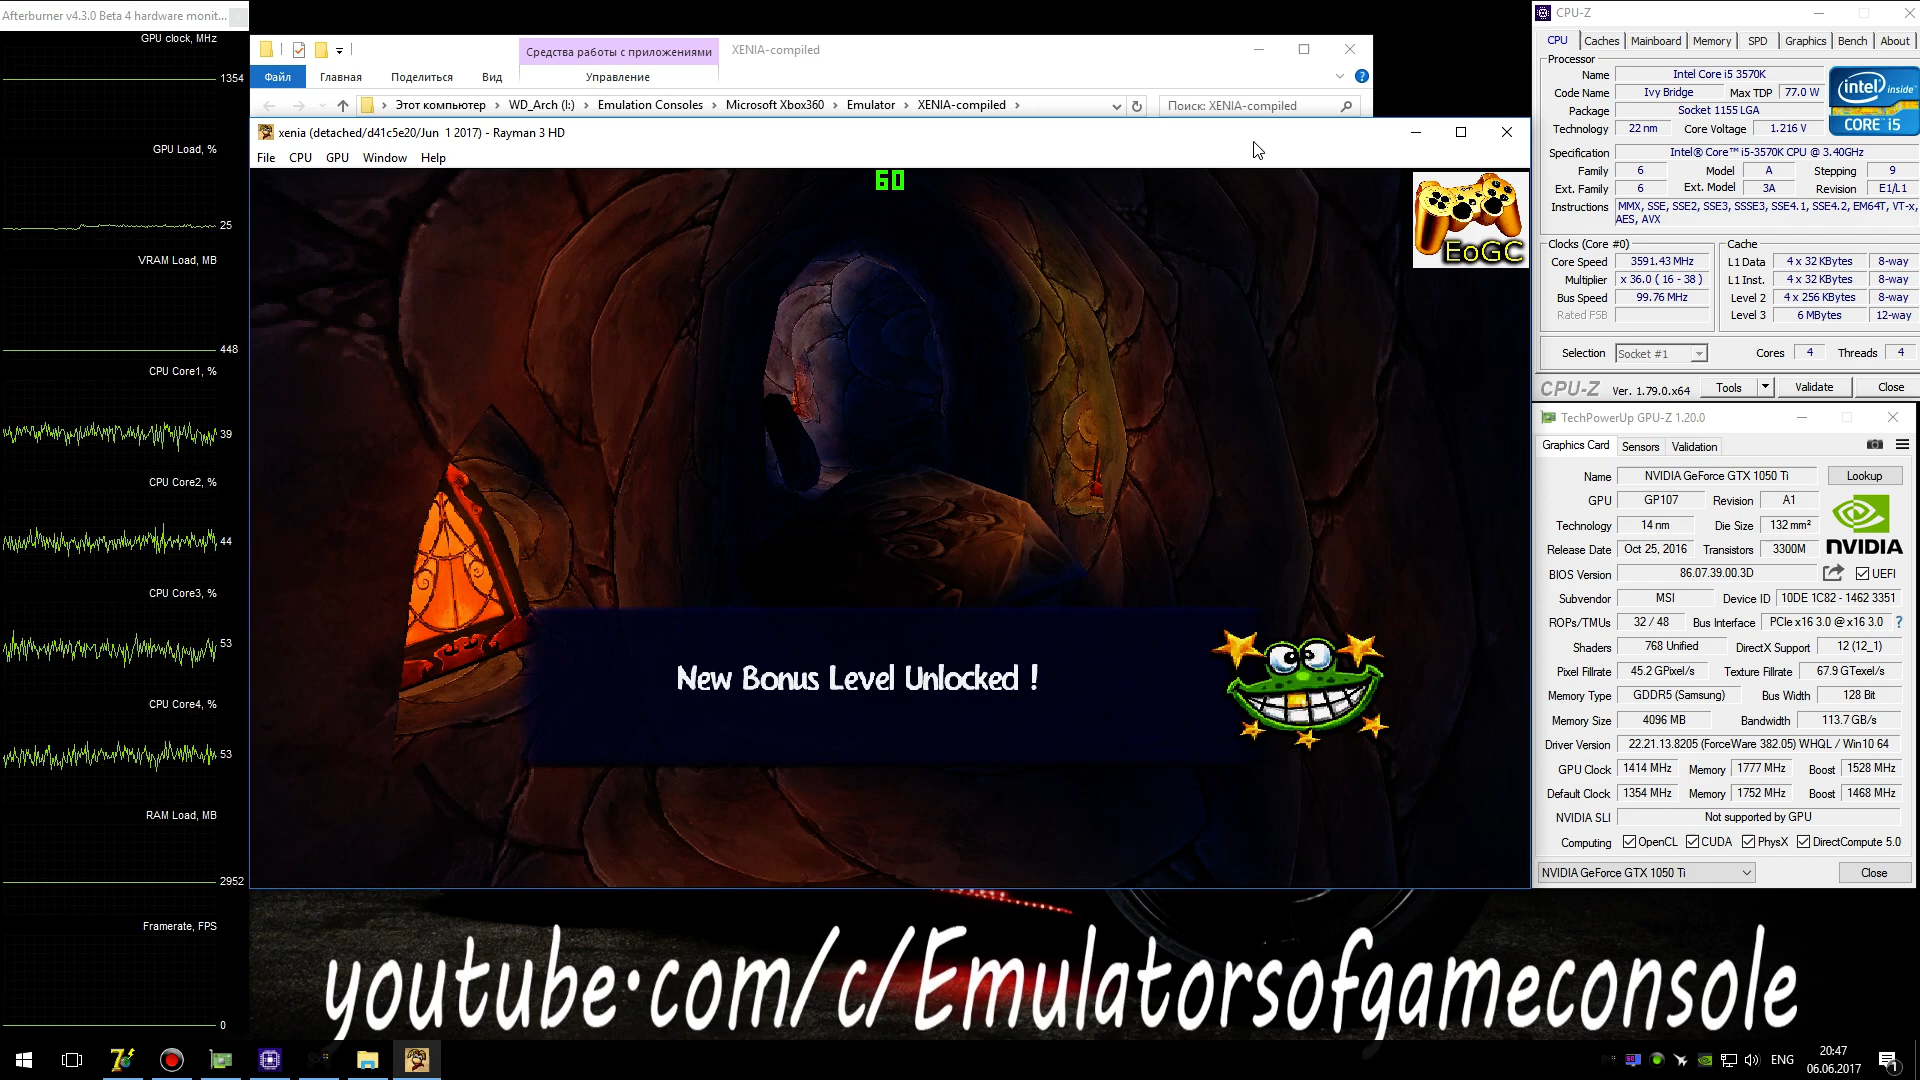 Afterburner v4.3.0 Beta 4 hardware monit...
GPU clock, MHz
1354
GPU Load, %
25
VRAM Load, MB
448
CPU Core1, %
39
CPU Core2, %
44
CPU Core3, %
53
CPU Core4, %
53
RAM Load, MB
2952
Framerate, FPS
0
Средства работы с приложениями
XENIA-compiled
Файл Главная Поделиться Вид Управление
Этот компьютер WD_Arch (I:) Emulation Consoles Microsoft Xbox360 Emulator XENIA-compiled
Поиск: XENIA-compiled
xenia (detached/d41c5e20/Jun 1 2017) - Rayman 3 HD
File CPU GPU Window Help
60
EoGC
New Bonus Level Unlocked !
CPU-Z
CPU Caches Mainboard Memory SPD Graphics Bench About
Processor
Name Intel Core i5 3570K
Code Name Ivy Bridge Max TDP 77.0 W
Package Socket 1155 LGA
Technology 22 nm Core Voltage 1.216 V
intel inside
CORE i5
Specification Intel® Core™ i5-3570K CPU @ 3.40GHz
Family 6 Model A Stepping 9
Ext. Family 6 Ext. Model 3A Revision E1/L1
Instructions MMX, SSE, SSE2, SSE3, SSSE3, SSE4.1, SSE4.2, EM64T, VT-x,
AES, AVX
Clocks (Core #0)
Core Speed 3591.43 MHz
Multiplier x 36.0 ( 16 - 38 )
Bus Speed 99.76 MHz
Rated FSB
Cache
L1 Data 4 x 32 KBytes 8-way
L1 Inst. 4 x 32 KBytes 8-way
Level 2 4 x 256 KBytes 8-way
Level 3 6 MBytes 12-way
Selection Socket #1 Cores 4 Threads 4
CPU-Z Ver. 1.79.0.x64 Tools Validate Close
TechPowerUp GPU-Z 1.20.0
Graphics Card Sensors Validation
Name NVIDIA GeForce GTX 1050 Ti Lookup
GPU GP107 Revision A1
Technology 14 nm Die Size 132 mm²
Release Date Oct 25, 2016 Transistors 3300M
NVIDIA
BIOS Version 86.07.39.00.3D UEFI
Subvendor MSI Device ID 10DE 1C82 - 1462 3351
ROPs/TMUs 32 / 48 Bus Interface PCIe x16 3.0 @ x16 3.0 ?
Shaders 768 Unified DirectX Support 12 (12_1)
Pixel Fillrate 45.2 GPixel/s Texture Fillrate 67.9 GTexel/s
Memory Type GDDR5 (Samsung) Bus Width 128 Bit
Memory Size 4096 MB Bandwidth 113.7 GB/s
Driver Version 22.21.13.8205 (ForceWare 382.05) WHQL / Win10 64
GPU Clock 1414 MHz Memory 1777 MHz Boost 1528 MHz
Default Clock 1354 MHz Memory 1752 MHz Boost 1468 MHz
NVIDIA SLI Not supported by GPU
Computing OpenCL CUDA PhysX DirectCompute 5.0
NVIDIA GeForce GTX 1050 Ti Close
youtube.com/c/Emulatorsofgameconsole
ENG
20:47
06.06.2017
1